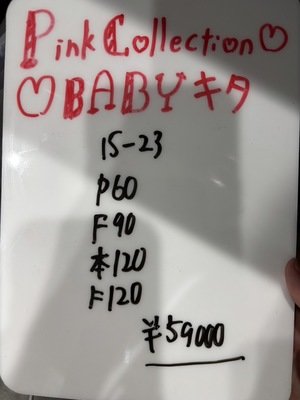 Pink Collection♡
♡BABYキタ
15-23
P60
F90
本120
F120
¥59000